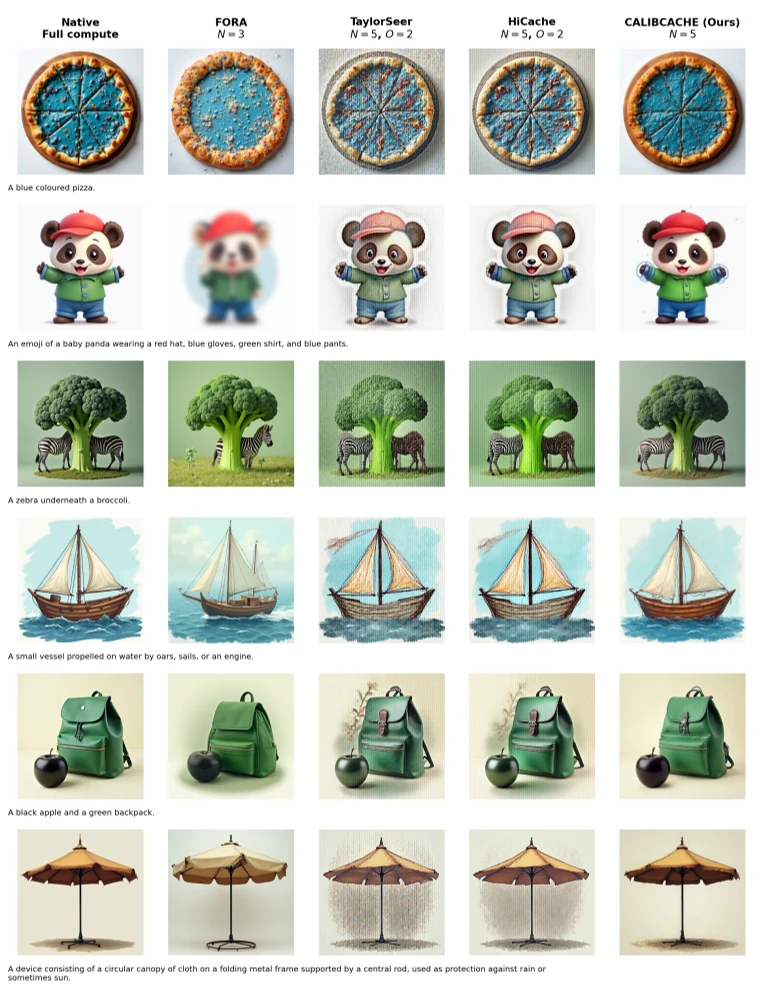 Native
Full compute
FORA
N = 3
TaylorSeer
N = 5, O = 2
HiCache
N = 5, O = 2
CALIBCACHE (Ours)
N = 5
A blue coloured pizza.
An emoji of a baby panda wearing a red hat, blue gloves, green shirt, and blue pants.
A zebra underneath a broccoli.
A small vessel propelled on water by oars, sails, or an engine.
A black apple and a green backpack.
A device consisting of a circular canopy of cloth on a folding metal frame supported by a central rod, used as protection against rain or
sometimes sun.